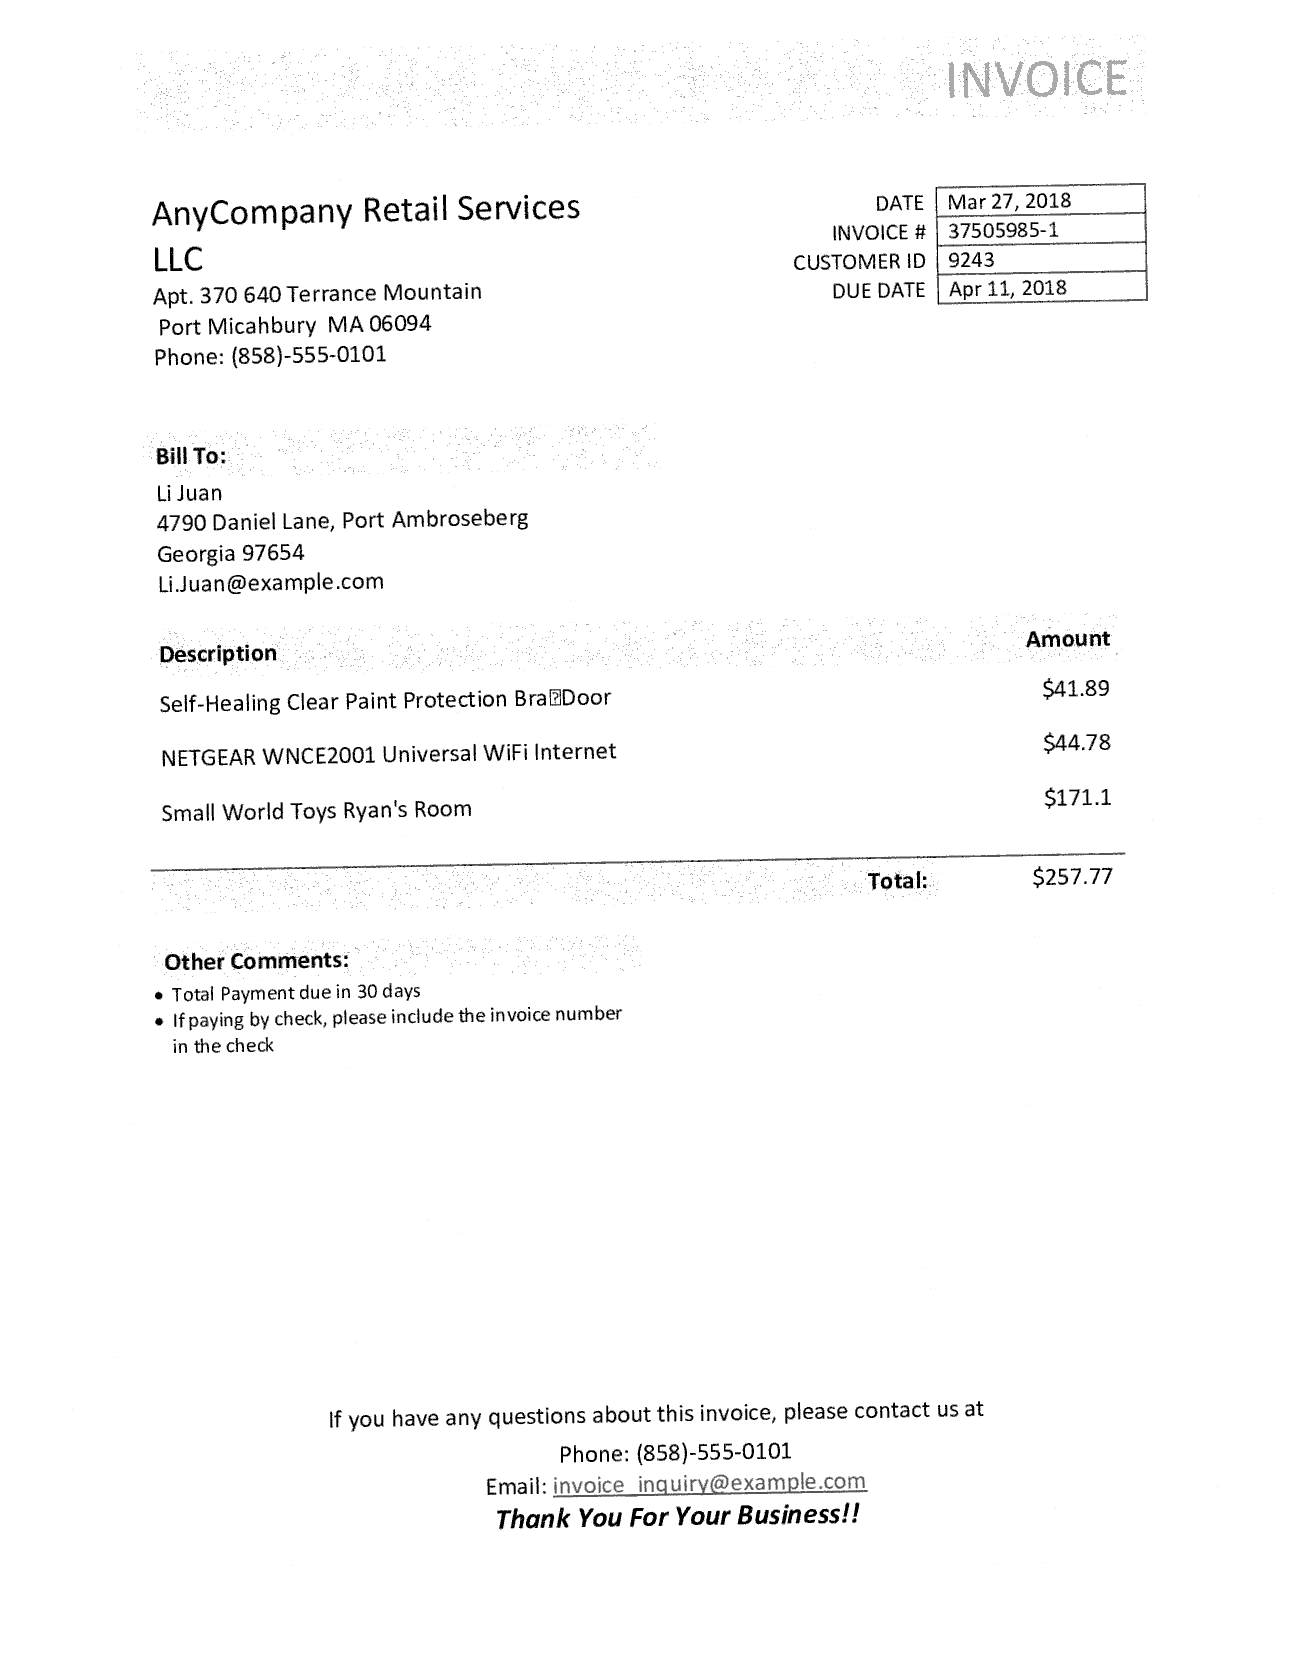 INVOICE
AnyCompany Retail Services
LLC
Apt. 370 640 Terrance Mountain
Port Micahbury MA 06094
Phone: (858)-555-0101
DATE Mar 27, 2018
INVOICE # 37505985-1
CUSTOMER ID 9243
DUE DATE Apr 11, 2018
Bill To:
Li Juan
4790 Daniel Lane, Port Ambroseberg
Georgia 97654
Li.Juan@example.com
Description Amount
Self-Healing Clear Paint Protection Bra⍰Door $41.89
NETGEAR WNCE2001 Universal WiFi Internet $44.78
Small World Toys Ryan's Room $171.1
Total: $257.77
Other Comments:
• Total Payment due in 30 days
• If paying by check, please include the invoice number
in the check
If you have any questions about this invoice, please contact us at
Phone: (858)-555-0101
Email: invoice_inquiry@example.com
Thank You For Your Business!!